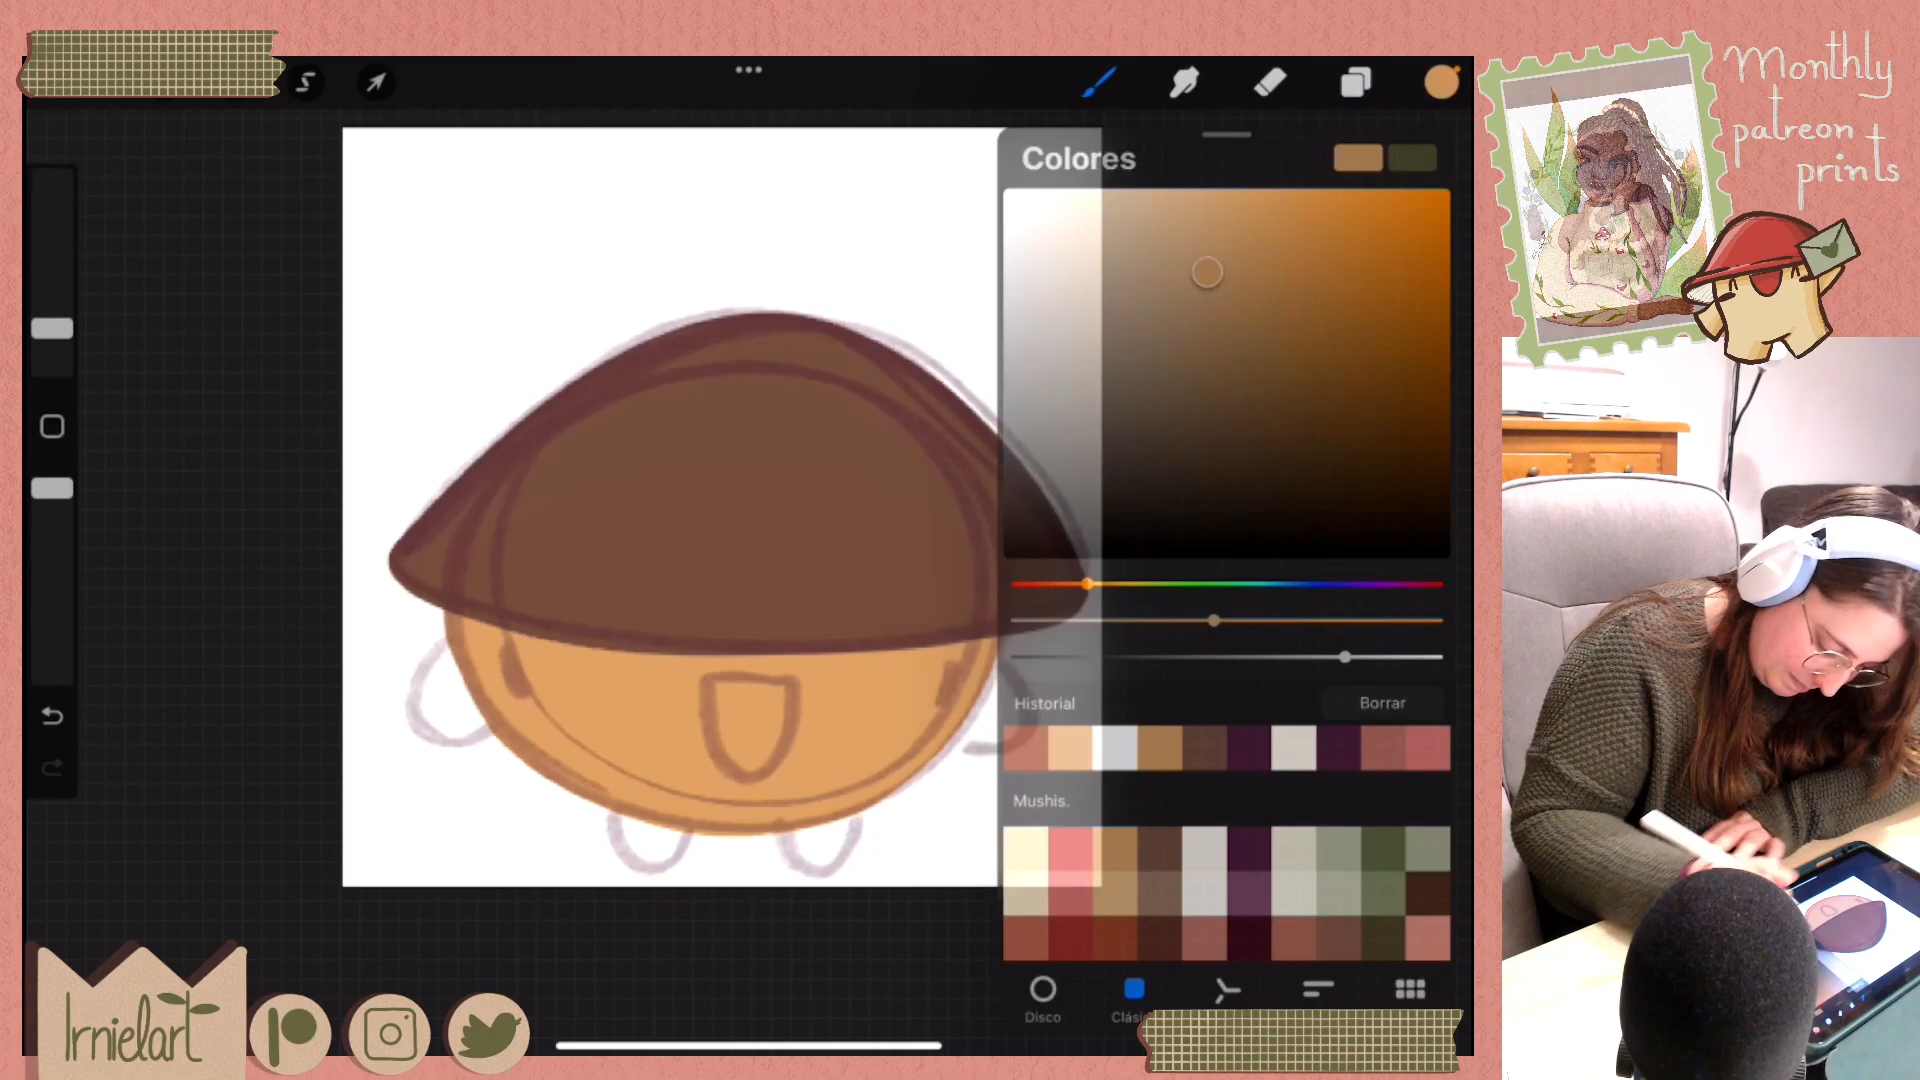 Monthly
patreon
prints
Colores
Historial
Borrar
Mushis.
Disco
Irnielart